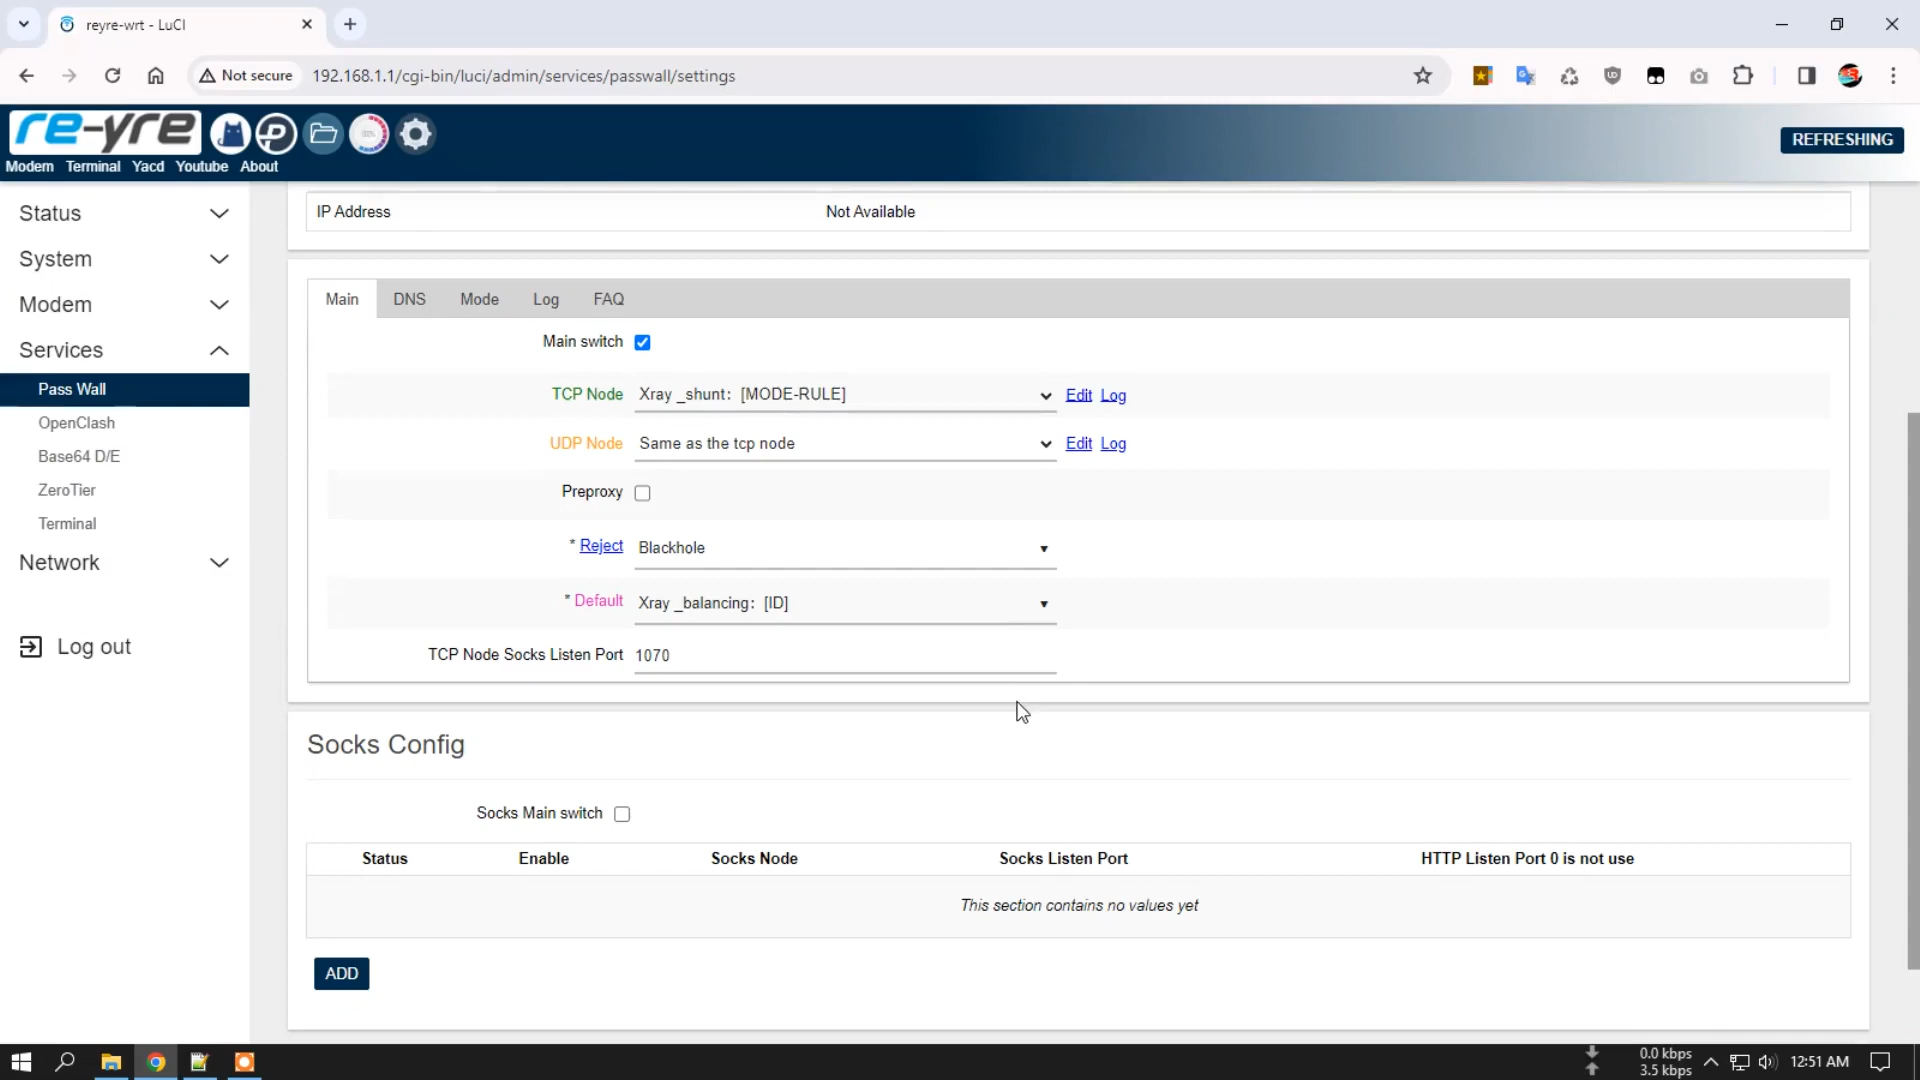 reyre-wrt - LuCI
Not secure
192.168.1.1/cgi-bin/luci/admin/services/passwall/settings
re-yre
REFRESHING
Modem Terminal Yacd Youtube About
Status
System
Modem
Services
Pass Wall
OpenClash
Base64 D/E
ZeroTier
Terminal
Network
Log out
IP Address Not Available
Main DNS Mode Log FAQ
Main switch
TCP Node Xray _shunt: [MODE-RULE] Edit Log
UDP Node Same as the tcp node Edit Log
Preproxy
* Reject Blackhole
* Default Xray _balancing: [ID]
TCP Node Socks Listen Port 1070
Socks Config
Socks Main switch
Status Enable Socks Node Socks Listen Port HTTP Listen Port 0 is not use
This section contains no values yet
ADD
0.0 kbps
3.5 kbps
12:51 AM